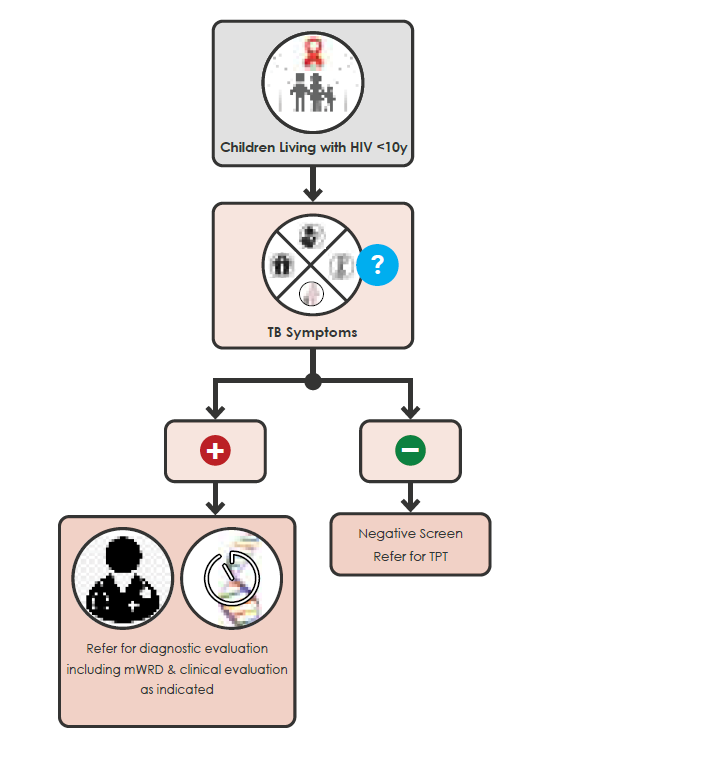 Children Living with HIV <10y
?
TB Symptoms
+
−
Negative Screen
Refer for TPT
Refer for diagnostic evaluation
including mWRD & clinical evaluation
as indicated